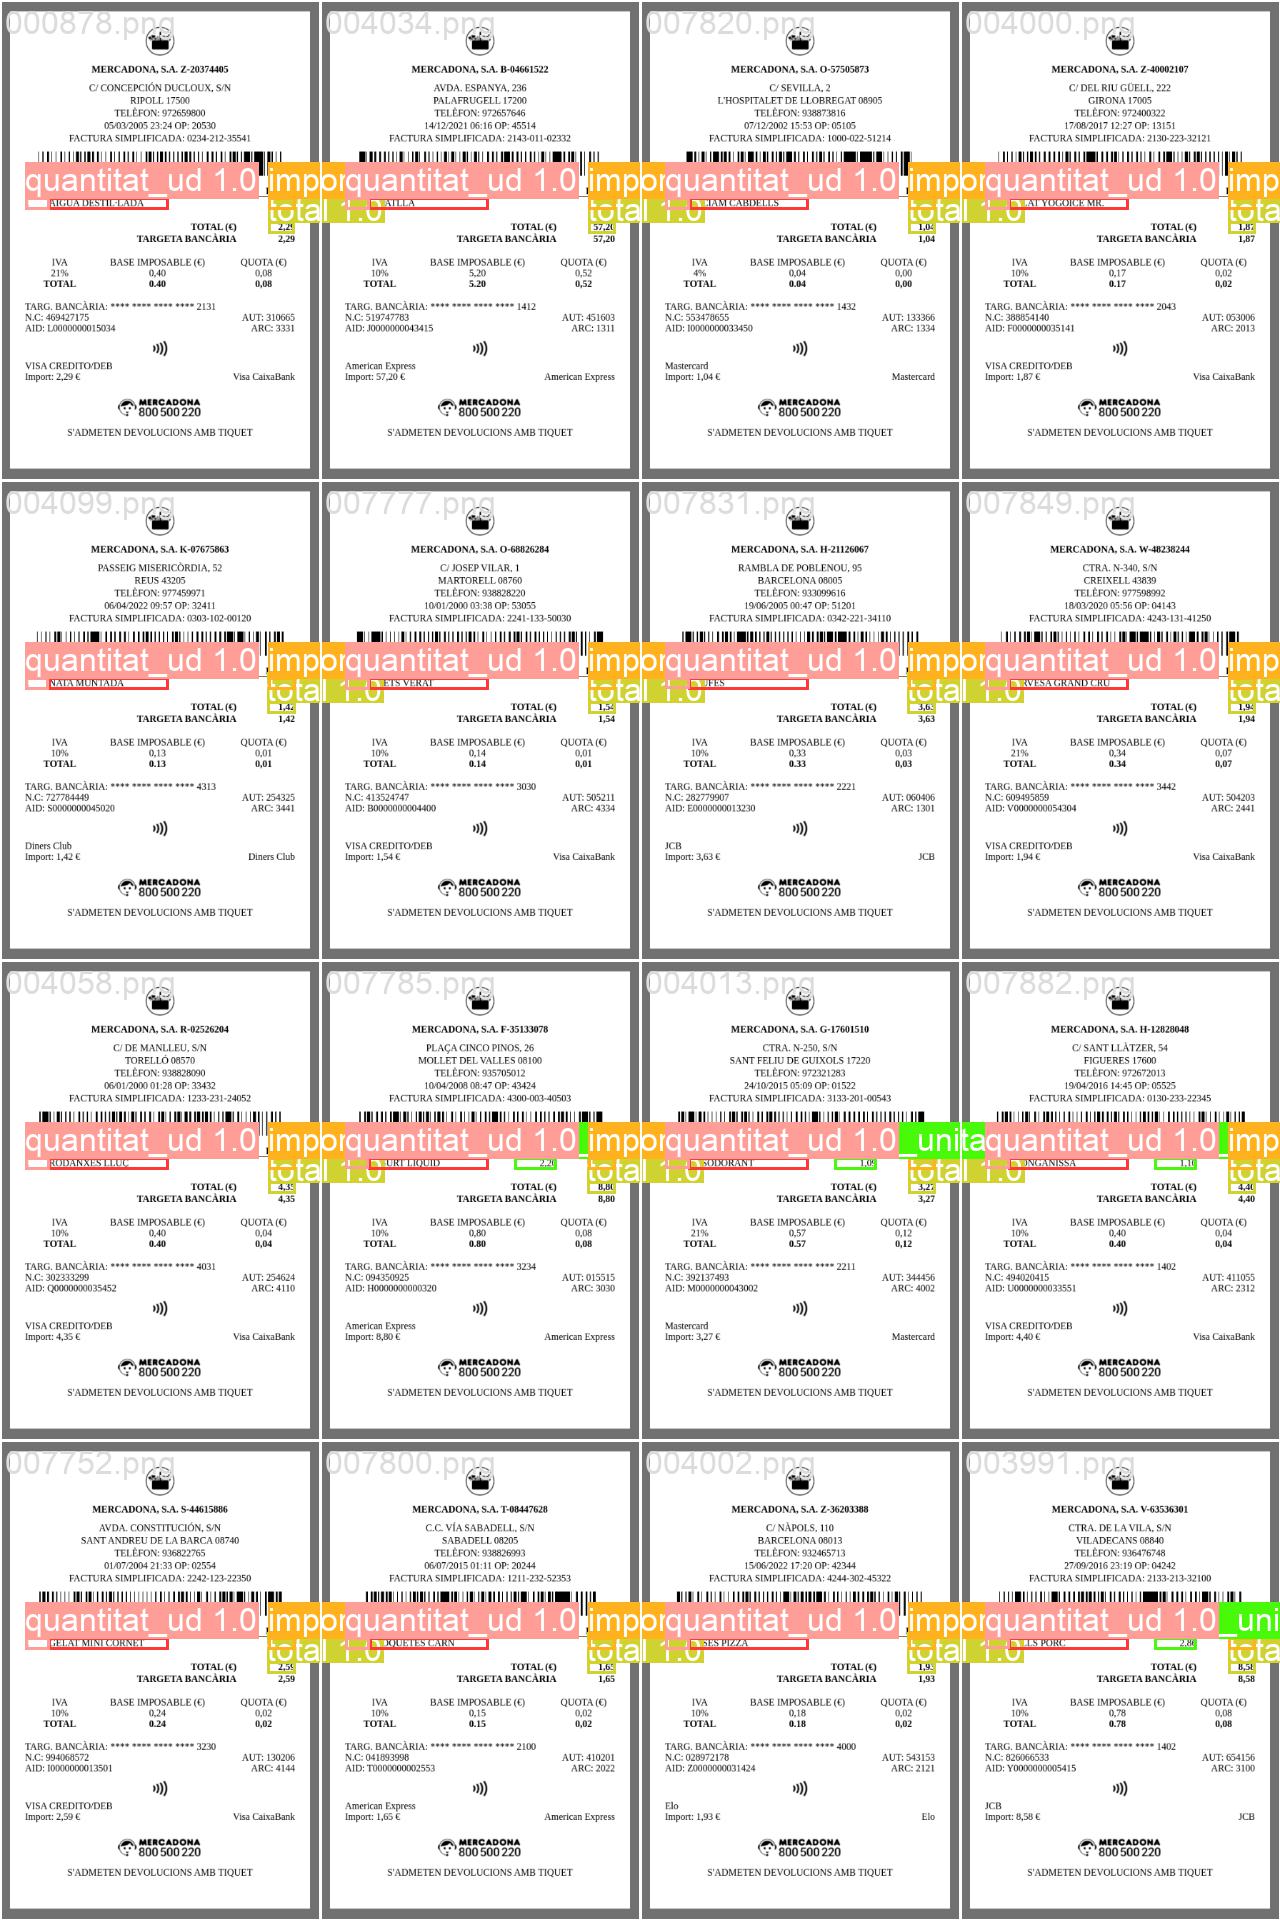 000878.png
MERCADONA, S.A. Z-20374405
C/ CONCEPCIÓN DUCLOUX, S/N
RIPOLL 17500
TELÈFON: 972659800
05/03/2005 23:24 OP: 20530
FACTURA SIMPLIFICADA: 0234-212-35541
quantitat_ud 1.0
AIGUA DESTIL·LADA
total 1.0
TOTAL (€) 2,29
TARGETA BANCÀRIA 2,29
IVA BASE IMPOSABLE (€) QUOTA (€)
21% 0,40 0,08
TOTAL 0.40 0,08
TARG. BANCÀRIA: **** **** **** **** 2131
N.C: 469427175 AUT: 310665
AID: L0000000015034 ARC: 3331
VISA CREDITO/DEB
Import: 2,29 € Visa CaixaBank
MERCADONA
800 500 220
S'ADMETEN DEVOLUCIONS AMB TIQUET
004034.png
MERCADONA, S.A. B-04661522
AVDA. ESPANYA, 236
PALAFRUGELL 17200
TELÈFON: 972657646
14/12/2021 06:16 OP: 45514
FACTURA SIMPLIFICADA: 2143-011-02332
quantitat_ud 1.0
total 1.0
TOTAL (€) 57,20
TARGETA BANCÀRIA 57,20
IVA BASE IMPOSABLE (€) QUOTA (€)
10% 5.20 0,52
TOTAL 5.20 0,52
TARG. BANCÀRIA: **** **** **** **** 1412
N.C: 519747783 AUT: 451603
AID: J0000000043415 ARC: 1311
American Express
Import: 57,20 € American Express
MERCADONA
800 500 220
S'ADMETEN DEVOLUCIONS AMB TIQUET
007820.png
MERCADONA, S.A. O-57505873
C/ SEVILLA, 2
L'HOSPITALET DE LLOBREGAT 08905
TELÈFON: 938873816
07/12/2002 15:53 OP: 05105
FACTURA SIMPLIFICADA: 1000-022-51214
quantitat_ud 1.0
CABDELLS
total 1.0
TOTAL (€) 1,04
TARGETA BANCÀRIA 1,04
IVA BASE IMPOSABLE (€) QUOTA (€)
4% 0,04 0,00
TOTAL 0.04 0,00
TARG. BANCÀRIA: **** **** **** **** 1432
N.C: 553478655 AUT: 133366
AID: I0000000033450 ARC: 1334
Mastercard
Import: 1,04 € Mastercard
MERCADONA
800 500 220
S'ADMETEN DEVOLUCIONS AMB TIQUET
004000.png
MERCADONA, S.A. Z-40002107
C/ DEL RIU GÜELL, 222
GIRONA 17005
TELÈFON: 972400322
17/08/2017 12:27 OP: 13151
FACTURA SIMPLIFICADA: 2130-223-32121
quantitat_ud 1.0
YOGOICE MR.
TOTAL (€) 1,87
TARGETA BANCÀRIA 1,87
IVA BASE IMPOSABLE (€) QUOTA (€)
10% 0,17 0,02
TOTAL 0.17 0,02
TARG. BANCÀRIA: **** **** **** **** 2043
N.C: 388854140 AUT: 053006
AID: F0000000035141 ARC: 2013
VISA CREDITO/DEB
Import: 1,87 € Visa CaixaBank
MERCADONA
800 500 220
S'ADMETEN DEVOLUCIONS AMB TIQUET
004099.png
MERCADONA, S.A. K-07675863
PASSEIG MISERICÒRDIA, 52
REUS 43205
TELÈFON: 977459971
06/04/2022 09:57 OP: 32411
FACTURA SIMPLIFICADA: 0303-102-00120
quantitat_ud 1.0
NATA MUNTADA
total 1.0
TOTAL (€) 1,42
TARGETA BANCÀRIA 1,42
IVA BASE IMPOSABLE (€) QUOTA (€)
10% 0,13 0,01
TOTAL 0.13 0,01
TARG. BANCÀRIA: **** **** **** **** 4313
N.C: 727784449 AUT: 254325
AID: S0000000045020 ARC: 3441
Diners Club
Import: 1,42 € Diners Club
MERCADONA
800 500 220
S'ADMETEN DEVOLUCIONS AMB TIQUET
007777.png
MERCADONA, S.A. O-68826284
C/ JOSEP VILAR, 1
MARTORELL 08760
TELÈFON: 938828220
10/01/2000 03:38 OP: 53055
FACTURA SIMPLIFICADA: 2241-133-50030
quantitat_ud 1.0
VERAT
total 1.0
TOTAL (€) 1,54
TARGETA BANCÀRIA 1,54
IVA BASE IMPOSABLE (€) QUOTA (€)
10% 0,14 0,01
TOTAL 0.14 0,01
TARG. BANCÀRIA: **** **** **** **** 3030
N.C: 413524747 AUT: 505211
AID: B0000000004400 ARC: 4334
VISA CREDITO/DEB
Import: 1,54 € Visa CaixaBank
MERCADONA
800 500 220
S'ADMETEN DEVOLUCIONS AMB TIQUET
007831.png
MERCADONA, S.A. H-21126067
RAMBLA DE POBLENOU, 95
BARCELONA 08005
TELÈFON: 933099616
19/06/2005 00:47 OP: 51201
FACTURA SIMPLIFICADA: 0342-221-34110
quantitat_ud 1.0
total 1.0
TOTAL (€) 3,63
TARGETA BANCÀRIA 3,63
IVA BASE IMPOSABLE (€) QUOTA (€)
10% 0,33 0,03
TOTAL 0.33 0,03
TARG. BANCÀRIA: **** **** **** **** 2221
N.C: 282779907 AUT: 060406
AID: E0000000013230 ARC: 1301
JCB
Import: 3,63 € JCB
MERCADONA
800 500 220
S'ADMETEN DEVOLUCIONS AMB TIQUET
007849.png
MERCADONA, S.A. W-48238244
CTRA. N-340, S/N
CREIXELL 43839
TELÈFON: 977598992
18/03/2020 05:56 OP: 04143
FACTURA SIMPLIFICADA: 4243-131-41250
quantitat_ud 1.0
GRAND CRU
TOTAL (€) 1,94
TARGETA BANCÀRIA 1,94
IVA BASE IMPOSABLE (€) QUOTA (€)
21% 0,34 0,07
TOTAL 0.34 0,07
TARG. BANCÀRIA: **** **** **** **** 3442
N.C: 609495859 AUT: 504203
AID: V0000000054304 ARC: 2441
VISA CREDITO/DEB
Import: 1,94 € Visa CaixaBank
MERCADONA
800 500 220
S'ADMETEN DEVOLUCIONS AMB TIQUET
004058.png
MERCADONA, S.A. R-02526204
C/ DE MANLLEU, S/N
TORELLÓ 08570
TELÈFON: 938828090
06/01/2000 01:28 OP: 33432
FACTURA SIMPLIFICADA: 1233-231-24052
quantitat_ud 1.0
RODANXES LLUÇ
total 1.0
TOTAL (€) 4,35
TARGETA BANCÀRIA 4,35
IVA BASE IMPOSABLE (€) QUOTA (€)
10% 0,40 0,04
TOTAL 0.40 0,04
TARG. BANCÀRIA: **** **** **** **** 4031
N.C: 302333299 AUT: 254624
AID: Q0000000035452 ARC: 4110
VISA CREDITO/DEB
Import: 4,35 € Visa CaixaBank
MERCADONA
800 500 220
S'ADMETEN DEVOLUCIONS AMB TIQUET
007785.png
MERCADONA, S.A. F-35133078
PLAÇA CINCO PINOS, 26
MOLLET DEL VALLES 08100
TELÈFON: 935705012
10/04/2008 08:47 OP: 43424
FACTURA SIMPLIFICADA: 4300-003-40503
quantitat_ud 1.0
LIQUID 2,20
total 1.0
TOTAL (€) 8,80
TARGETA BANCÀRIA 8,80
IVA BASE IMPOSABLE (€) QUOTA (€)
10% 0,80 0,08
TOTAL 0.80 0,08
TARG. BANCÀRIA: **** **** **** **** 3234
N.C: 094350925 AUT: 015515
AID: H0000000000320 ARC: 3030
American Express
Import: 8,80 € American Express
MERCADONA
800 500 220
S'ADMETEN DEVOLUCIONS AMB TIQUET
004013.png
MERCADONA, S.A. G-17601510
CTRA. N-250, S/N
SANT FELIU DE GUIXOLS 17220
TELÈFON: 972321283
24/10/2015 05:09 OP: 01522
FACTURA SIMPLIFICADA: 3133-201-00543
quantitat_ud 1.0
1,09
total 1.0
TOTAL (€) 3,27
TARGETA BANCÀRIA 3,27
IVA BASE IMPOSABLE (€) QUOTA (€)
21% 0,57 0,12
TOTAL 0.57 0,12
TARG. BANCÀRIA: **** **** **** **** 2211
N.C: 392137493 AUT: 344456
AID: M0000000043002 ARC: 4002
Mastercard
Import: 3,27 € Mastercard
MERCADONA
800 500 220
S'ADMETEN DEVOLUCIONS AMB TIQUET
007882.png
MERCADONA, S.A. H-12828048
C/ SANT LLÀTZER, 54
FIGUERES 17600
TELÈFON: 972672013
19/04/2016 14:45 OP: 05525
FACTURA SIMPLIFICADA: 0130-233-22345
quantitat_ud 1.0
1,10
TOTAL (€) 4,40
TARGETA BANCÀRIA 4,40
IVA BASE IMPOSABLE (€) QUOTA (€)
10% 0,40 0,04
TOTAL 0.40 0,04
TARG. BANCÀRIA: **** **** **** **** 1402
N.C: 494020415 AUT: 411055
AID: U0000000033551 ARC: 2312
VISA CREDITO/DEB
Import: 4,40 € Visa CaixaBank
MERCADONA
800 500 220
S'ADMETEN DEVOLUCIONS AMB TIQUET
007752.png
MERCADONA, S.A. S-44615886
AVDA. CONSTITUCIÓN, S/N
SANT ANDREU DE LA BARCA 08740
TELÈFON: 936822765
01/07/2004 21:33 OP: 02554
FACTURA SIMPLIFICADA: 2242-123-22350
quantitat_ud 1.0
GELAT MINI CORNET
total 1.0
TOTAL (€) 2,59
TARGETA BANCÀRIA 2,59
IVA BASE IMPOSABLE (€) QUOTA (€)
10% 0,24 0,02
TOTAL 0.24 0,02
TARG. BANCÀRIA: **** **** **** **** 3230
N.C: 994068572 AUT: 130206
AID: I0000000013501 ARC: 4144
VISA CREDITO/DEB
Import: 2,59 € Visa CaixaBank
MERCADONA
800 500 220
S'ADMETEN DEVOLUCIONS AMB TIQUET
007800.png
MERCADONA, S.A. T-08447628
C.C. VÍA SABADELL, S/N
SABADELL 08205
TELÈFON: 938826993
06/07/2015 01:11 OP: 20244
FACTURA SIMPLIFICADA: 1211-232-52353
quantitat_ud 1.0
CARN
total 1.0
TOTAL (€) 1,65
TARGETA BANCÀRIA 1,65
IVA BASE IMPOSABLE (€) QUOTA (€)
10% 0,15 0,02
TOTAL 0.15 0,02
TARG. BANCÀRIA: **** **** **** **** 2100
N.C: 041893998 AUT: 410201
AID: T0000000002553 ARC: 2022
American Express
Import: 1,65 € American Express
MERCADONA
800 500 220
S'ADMETEN DEVOLUCIONS AMB TIQUET
004002.png
MERCADONA, S.A. Z-36203388
C/ NÀPOLS, 110
BARCELONA 08013
TELÈFON: 932465713
15/06/2022 17:20 OP: 42344
FACTURA SIMPLIFICADA: 4244-302-45322
quantitat_ud 1.0
PIZZA
total 1.0
TOTAL (€) 1,93
TARGETA BANCÀRIA 1,93
IVA BASE IMPOSABLE (€) QUOTA (€)
10% 0,18 0,02
TOTAL 0.18 0,02
TARG. BANCÀRIA: **** **** **** **** 4000
N.C: 028972178 AUT: 543153
AID: Z0000000031424 ARC: 2121
Elo
Import: 1,93 € Elo
MERCADONA
800 500 220
S'ADMETEN DEVOLUCIONS AMB TIQUET
003991.png
MERCADONA, S.A. V-63536301
CTRA. DE LA VILA, S/N
VILADECANS 08840
TELÈFON: 936476748
27/09/2016 23:19 OP: 04242
FACTURA SIMPLIFICADA: 2133-213-32100
quantitat_ud 1.0
PORC 2,86
TOTAL (€) 8,58
TARGETA BANCÀRIA 8,58
IVA BASE IMPOSABLE (€) QUOTA (€)
10% 0,78 0,08
TOTAL 0.78 0,08
TARG. BANCÀRIA: **** **** **** **** 1402
N.C: 826066533 AUT: 654156
AID: Y0000000005415 ARC: 3100
JCB
Import: 8,58 € JCB
MERCADONA
800 500 220
S'ADMETEN DEVOLUCIONS AMB TIQUET